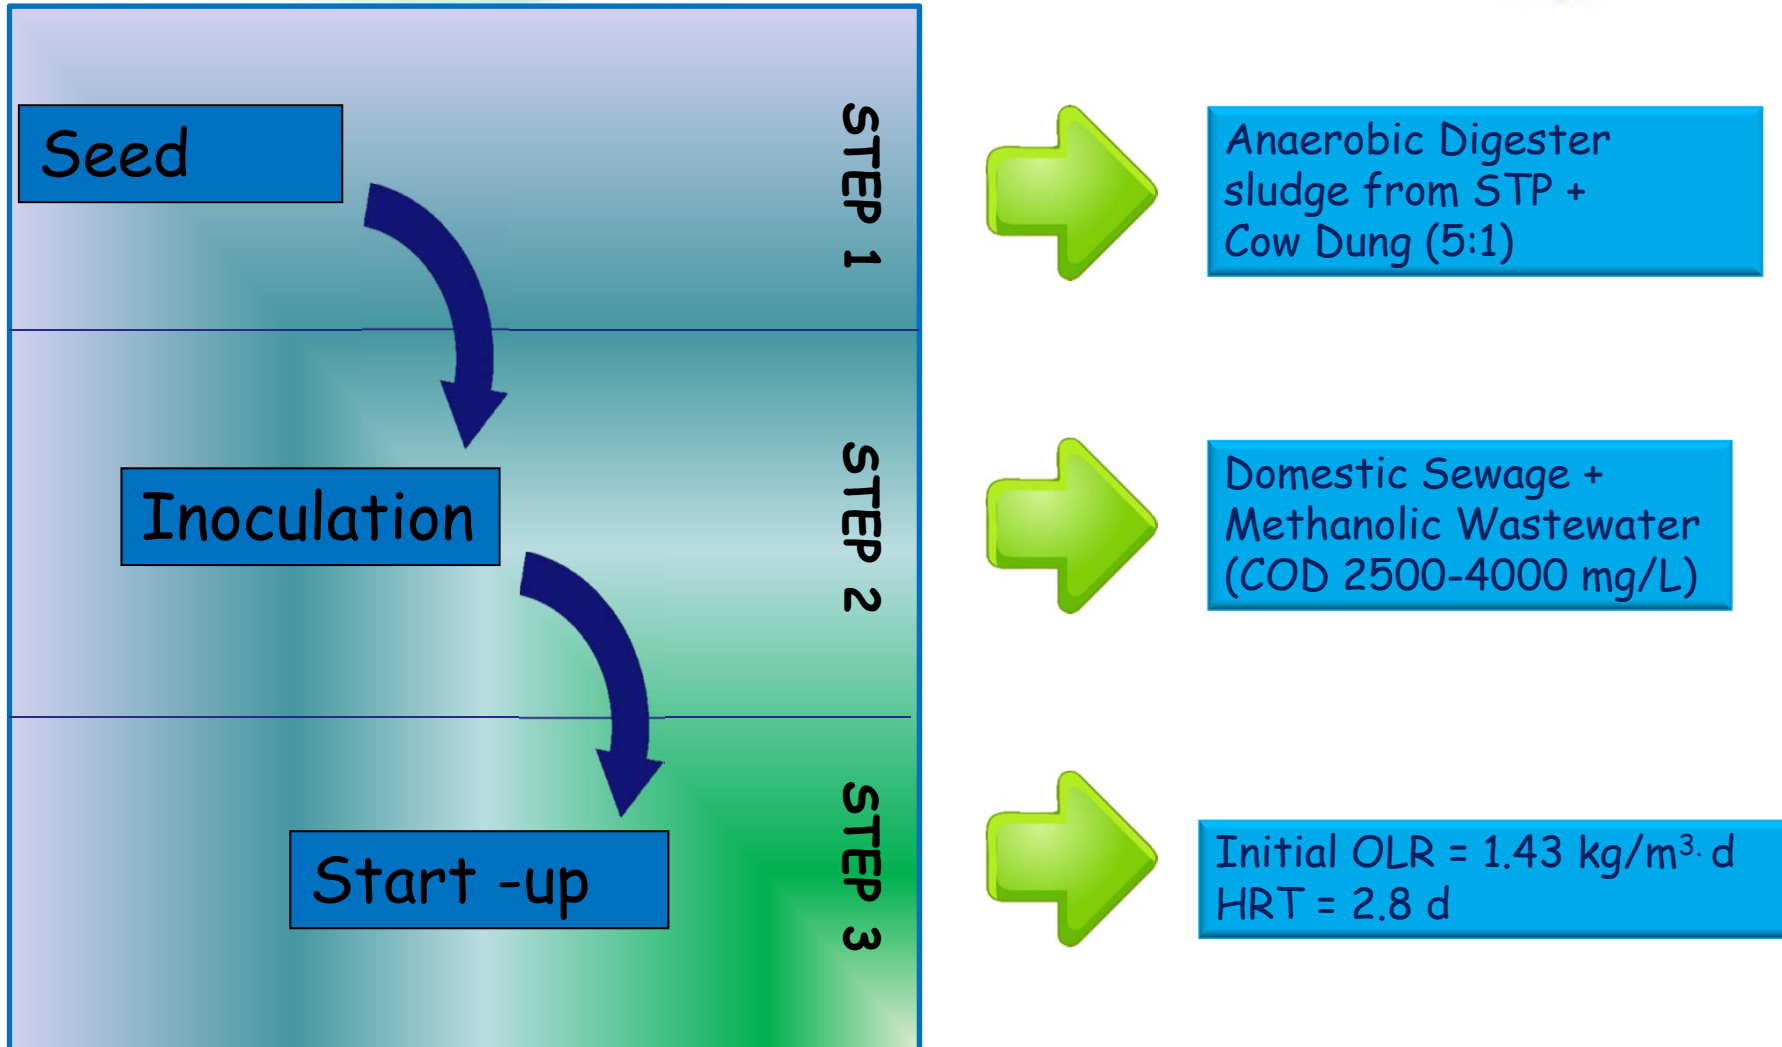 Seed
STEP 1
Anaerobic Digester
sludge from STP +
Cow Dung (5:1)
Inoculation
STEP 2
Domestic Sewage +
Methanolic Wastewater
(COD 2500-4000 mg/L)
Start -up
STEP 3
Initial OLR = 1.43 kg/m³· d
HRT = 2.8 d